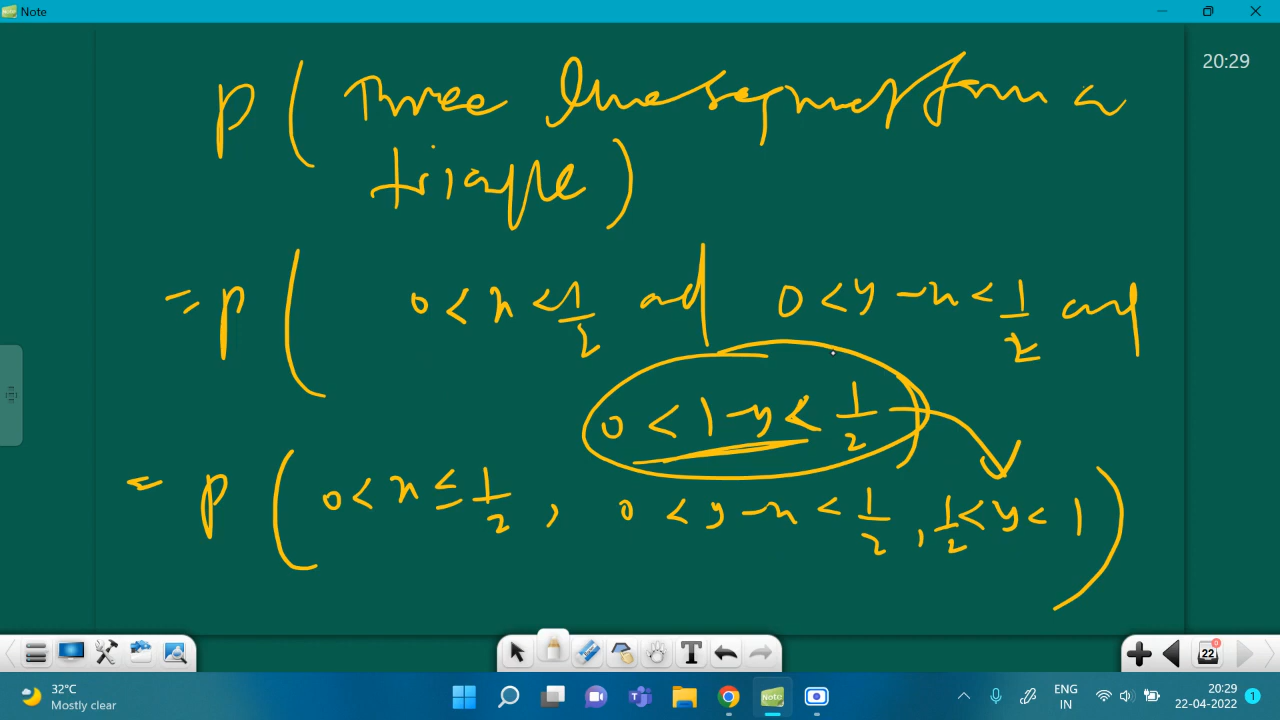 Note
20:29
P ( Three line segment form a
triangle )
= P ( 0 < x < 1/2 and 0 < y - x < 1/2 and
0 < 1 - y < 1/2 )
= P ( 0 < x ≤ 1/2 , 0 < y - x < 1/2 , 1/2 < y < 1 )
22
32°C
Mostly clear
ENG
IN
20:29
22-04-2022
1